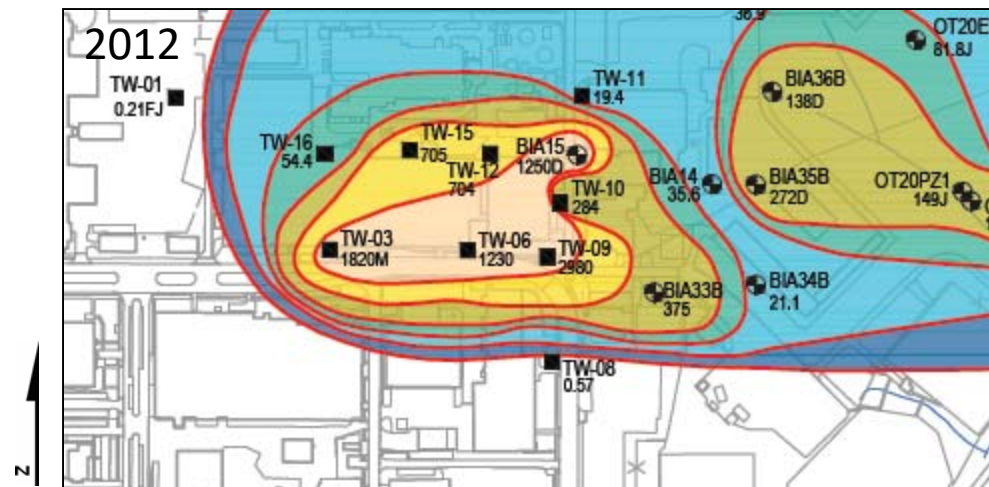 2012
36.9
OT20E
81.8J
TW-01
0.21FJ
TW-11
19.4
BIA36B
138D
TW-16
54.4
TW-15
705
TW-12
704
BIA15
1250D
TW-10
284
BIA14
35.6
BIA35B
272D
OT20PZ1
149J
TW-03
1820M
TW-06
1230
TW-09
2980
BIA33B
375
BIA34B
21.1
TW-08
0.57
N